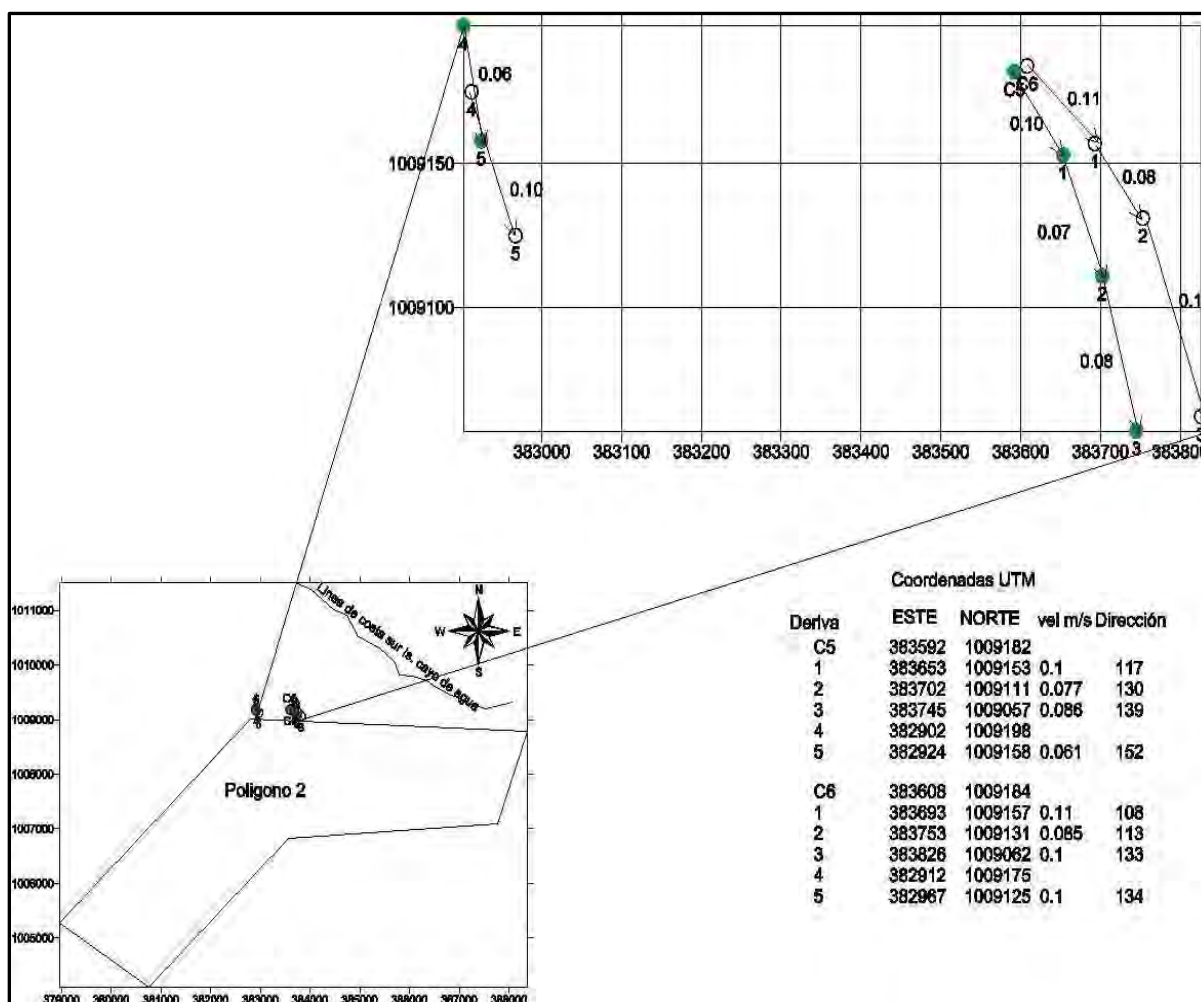 4
0.06
4
5
0.10
5
C5
C6
0.11
0.10
1
1
0.08
2
0.07
2
0.08
3
0.1
1009150
1009100
383000 383100 383200 383300 383400 383500 383600 383700 383800
1011000
1010000
1009000
1008000
1007000
1006000
1005000
Linea de costa sur Is. cayo de agua
N
W E
S
Poligono 2
379000 380000 381000 382000 383000 384000 385000 386000 387000 388000
Coordenadas UTM
Deriva ESTE NORTE vel m/s Dirección
C5 383592 1009182
1 383653 1009153 0.1 117
2 383702 1009111 0.077 130
3 383745 1009057 0.086 139
4 382902 1009198
5 382924 1009158 0.061 152
C6 383608 1009184
1 383693 1009157 0.11 108
2 383753 1009131 0.085 113
3 383826 1009062 0.1 133
4 382912 1009175
5 382967 1009125 0.1 134